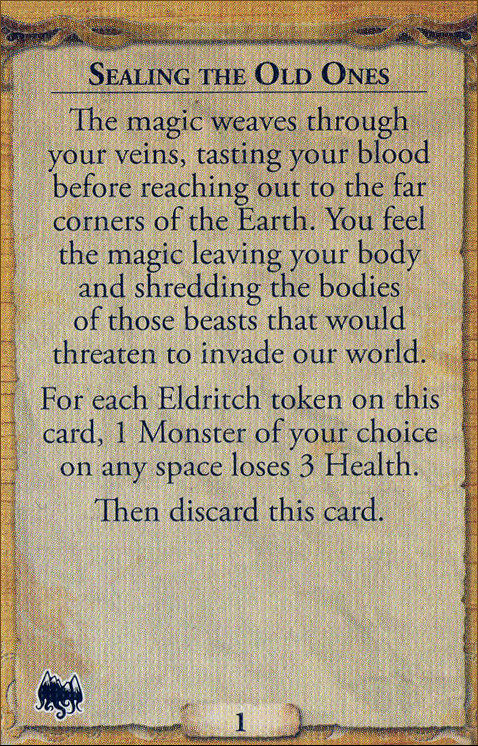 Sealing the Old Ones
The magic weaves through
your veins, tasting your blood
before reaching out to the far
corners of the Earth. You feel
the magic leaving your body
and shredding the bodies
of those beasts that would
threaten to invade our world.
For each Eldritch token on this
card, 1 Monster of your choice
on any space loses 3 Health.
Then discard this card.
1